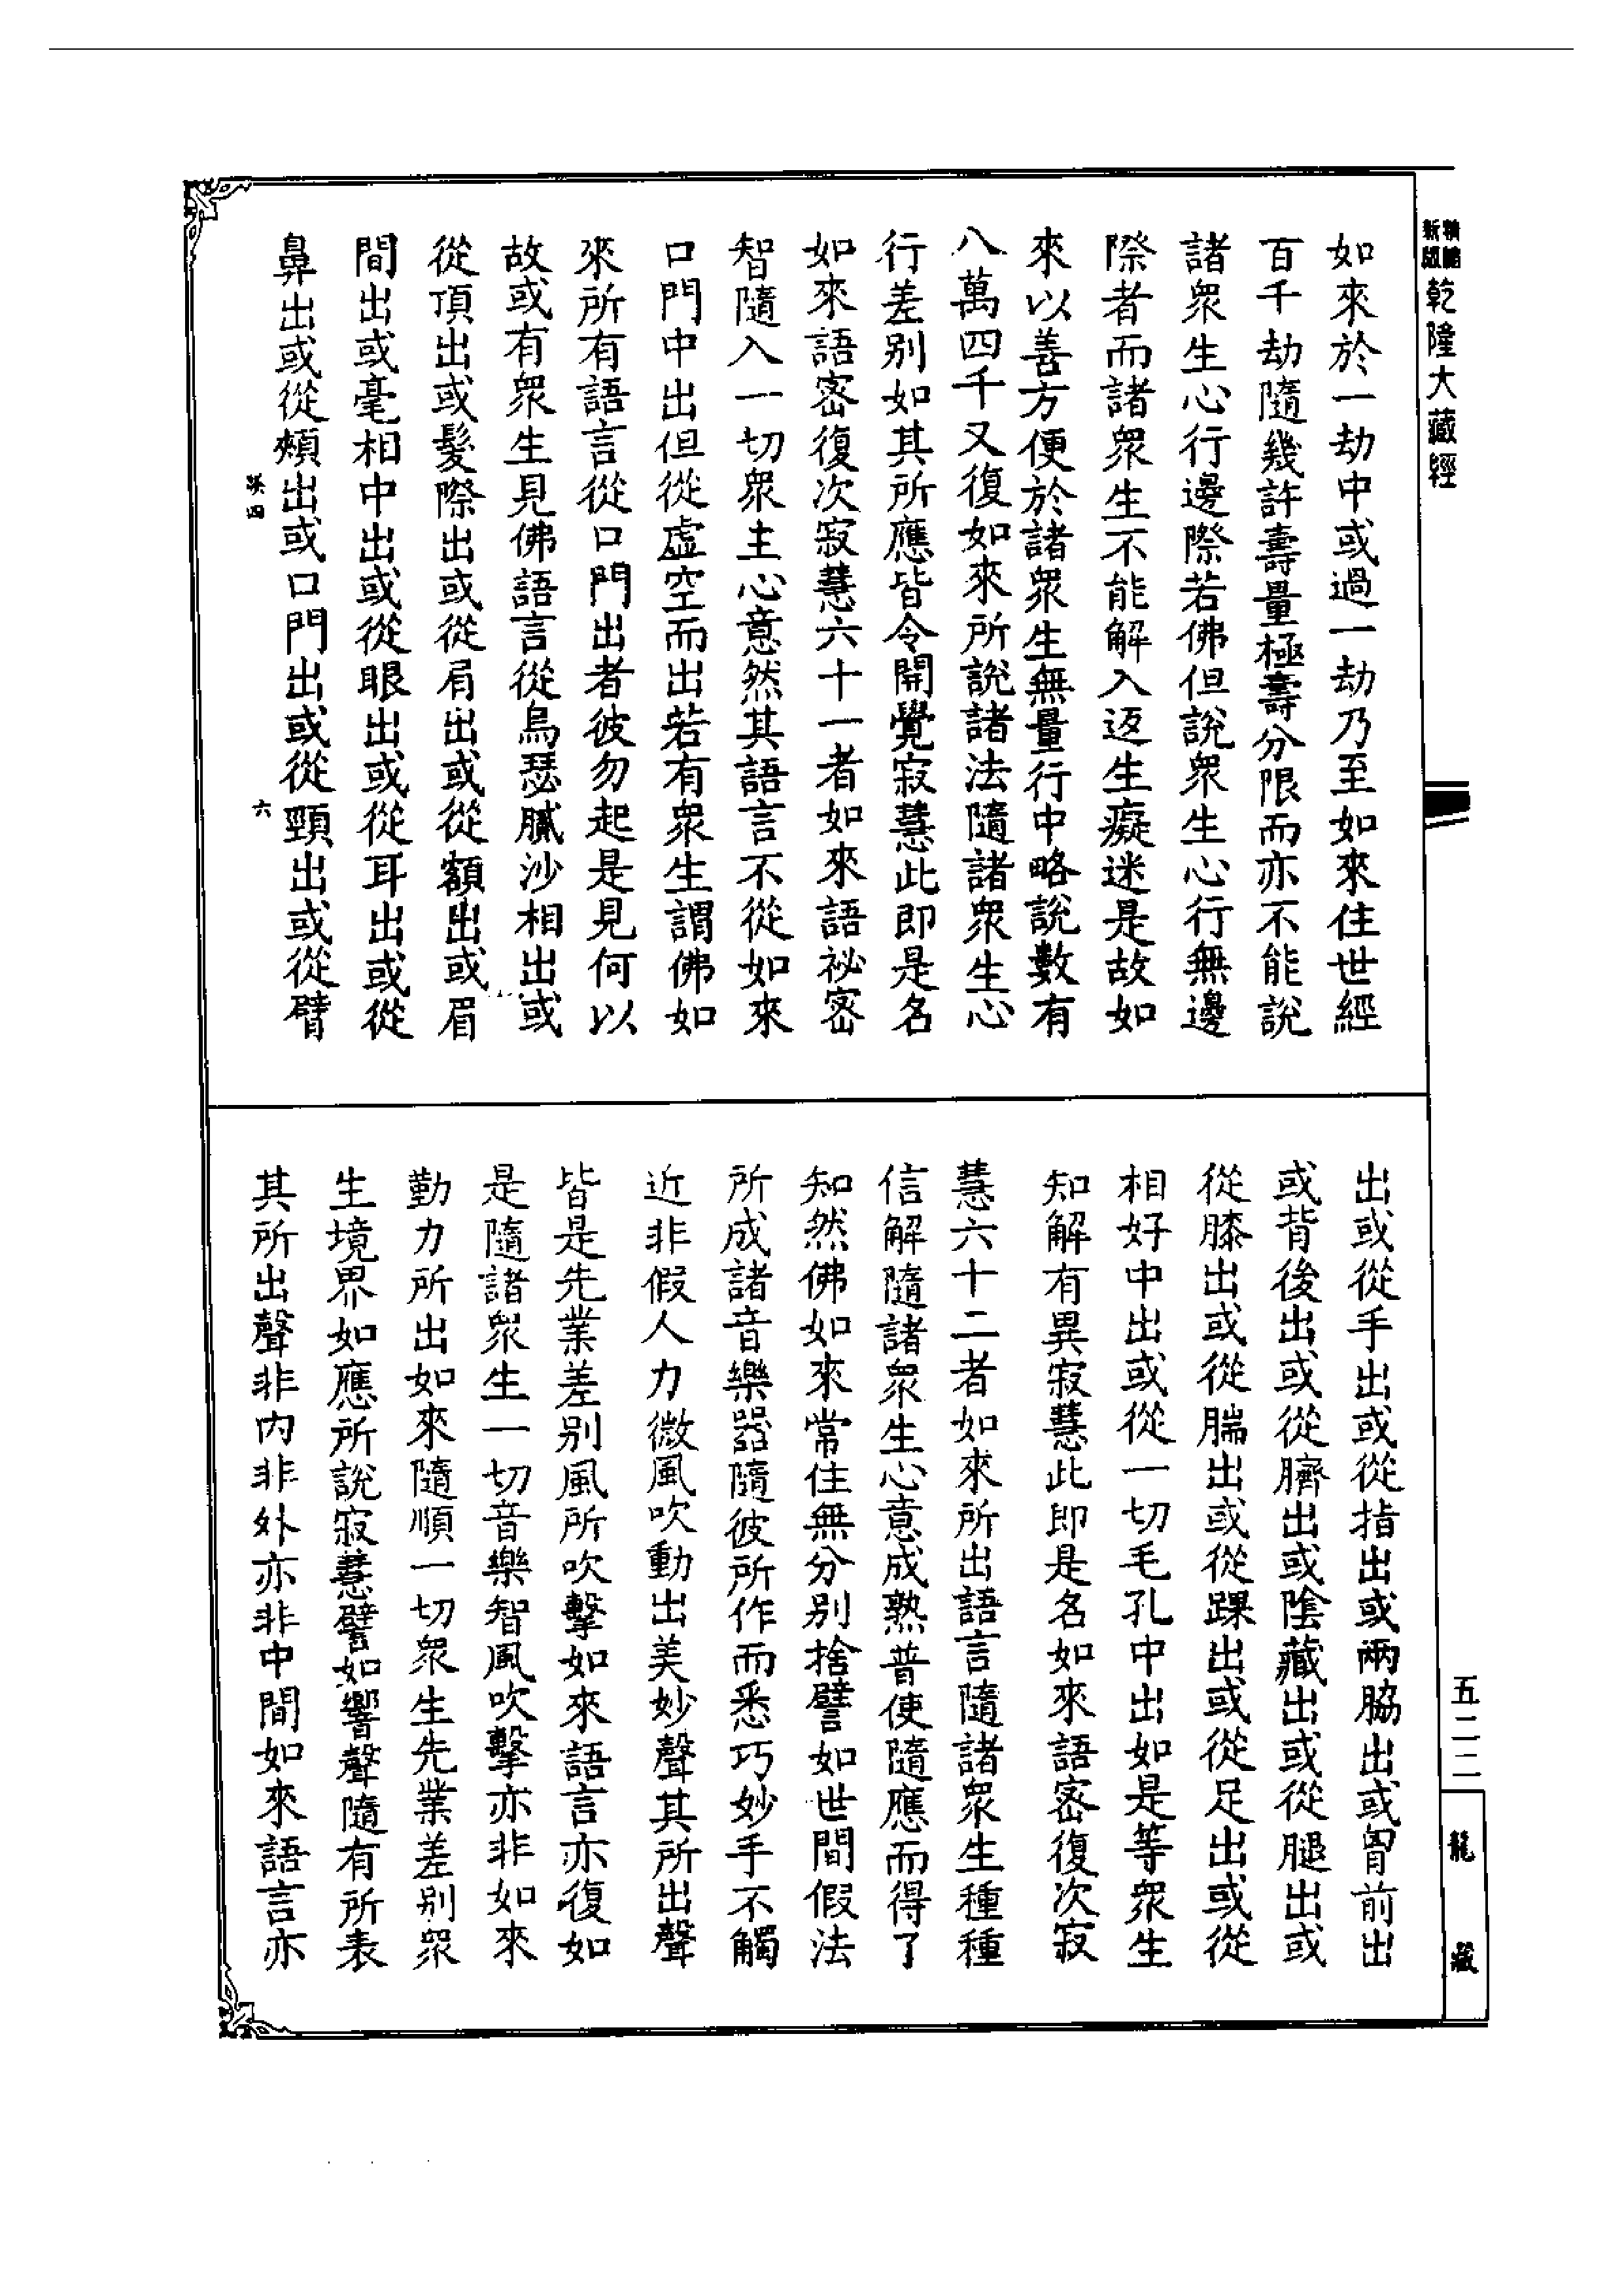 新版
乾隆大藏經
如來於一劫中或過一劫乃至如來住世經
百千劫隨幾許壽量極壽分限而亦不能說
諸眾生心行邊際若佛但說眾生心行無邊
際者而諸眾生不能解入返生癡迷是故如
來以善方便於諸眾生無量行中略說數有
八萬四千又復如來所說諸法隨諸眾生心
行差別如其所應皆令開覺寂慧此即是名
如來語密復次寂慧六十一者如來語祕密
智隨入一切眾主心意然其語言不從如來
口門中出但從虛空而出若有眾生謂佛如
來所有語言從口門出者彼勿起是見何以
故或有眾生見佛語言從烏瑟膩沙相出或
從頂出或髮際出或從肩出或從額出或眉
間出或毫相中出或從眼出或從耳出或從
鼻出或從頰出或口門出或從頸出或從臂
四
六
出或從手出或從指出或兩脇出或胷前出
或背後出或從臍出或陰藏出或從腿出或
從膝出或從腨出或從踝出或從足出或從
相好中出或從一切毛孔中出如是等眾生
知解有異寂慧此即是名如來語密復次寂
慧六十二者如來所出語言隨諸眾生種種
信解隨諸眾生心意成熟普使隨應而得了
知然佛如來常住無分別捨譬如世間假法
所成諸音樂器隨彼所作而悉巧妙手不觸
近非假人力微風吹動出美妙聲其所出聲
皆是先業差別風所吹擊如來語言亦復如
是隨諸眾生一切音樂智風吹擊亦非如來
勤力所出如來隨順一切眾生先業差別眾
生境界如應所說寂慧譬如響聲隨有所表
其所出聲非內非外亦非中間如來語言亦
五二二
龍藏